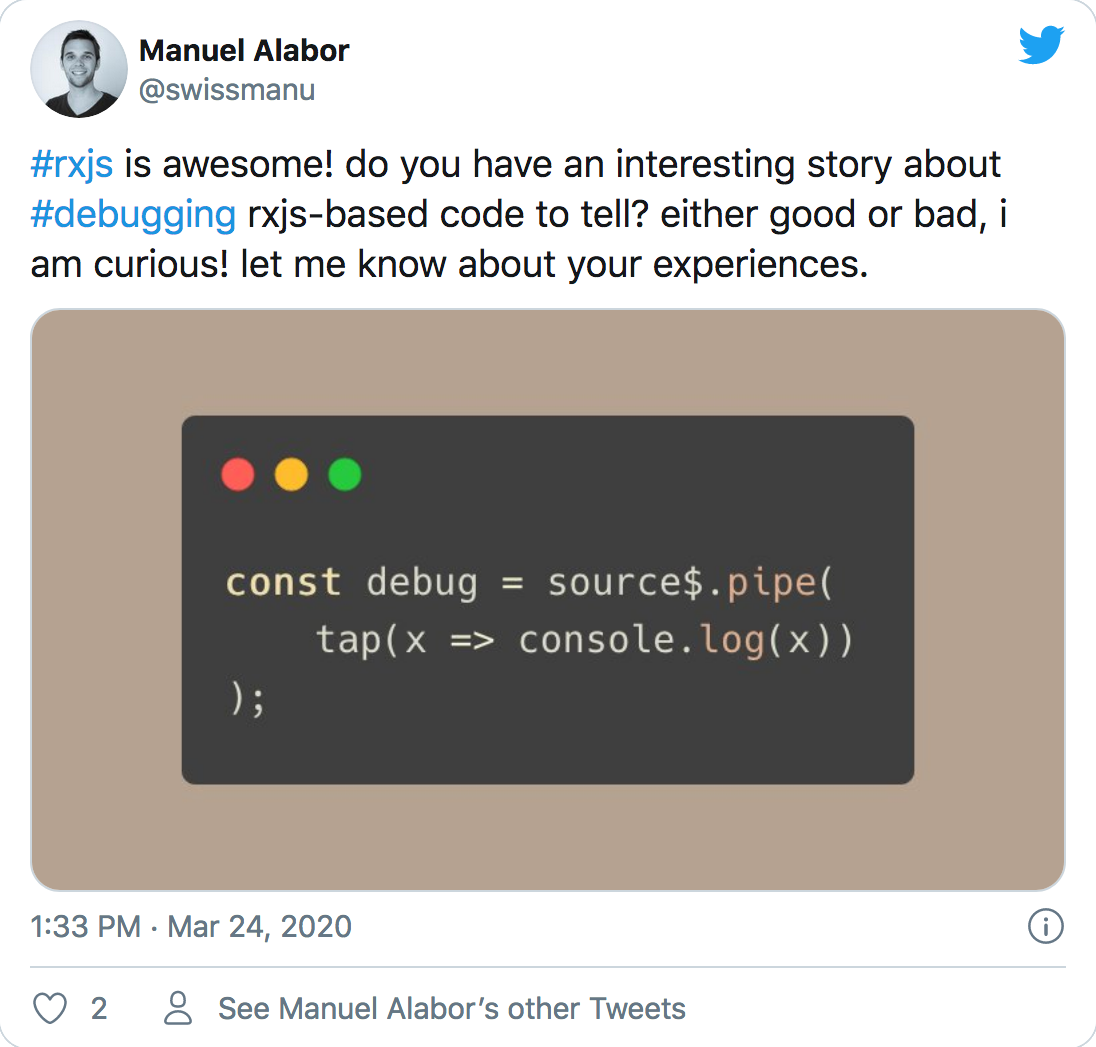 Manuel Alabor
@swissmanu
#rxjs is awesome! do you have an interesting story about
#debugging rxjs-based code to tell? either good or bad, i
am curious! let me know about your experiences.
const debug = source$.pipe(
    tap(x => console.log(x))
);
1:33 PM · Mar 24, 2020
2 See Manuel Alabor’s other Tweets